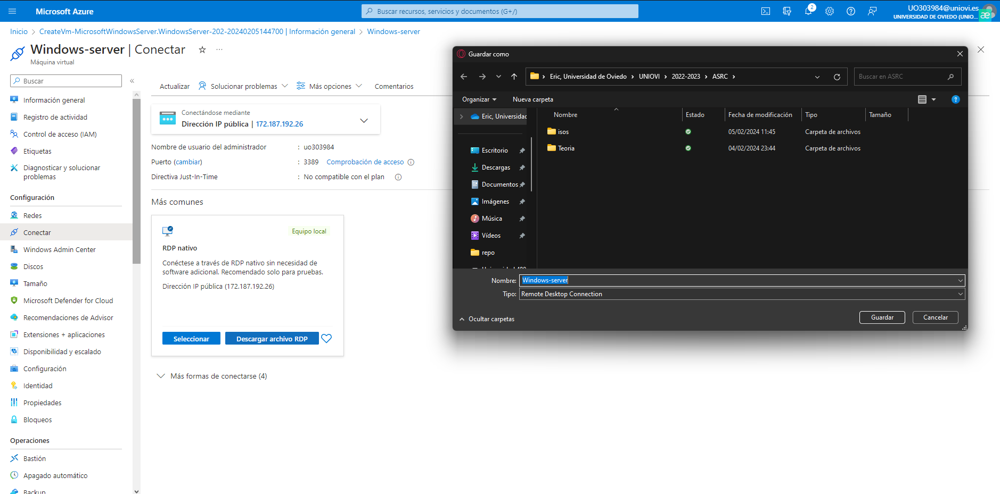 Microsoft Azure
Buscar recursos, servicios y documentos (G+/)
2
UO303984@uniovi.es
UNIVERSIDAD DE OVIEDO (UNIO...
æ
Inicio > CreateVm-MicrosoftWindowsServer.WindowsServer-202-20240205144700 | Información general > Windows-server
Windows-server | Conectar
Máquina virtual
Buscar
Información general
Registro de actividad
Control de acceso (IAM)
Etiquetas
Diagnosticar y solucionar
problemas
Configuración
Redes
Conectar
Windows Admin Center
Discos
Tamaño
Microsoft Defender for Cloud
Recomendaciones de Advisor
Extensiones + aplicaciones
Disponibilidad y escalado
Configuración
Identidad
Propiedades
Bloqueos
Operaciones
Bastión
Apagado automático
Backup
Actualizar Solucionar problemas Más opciones Comentarios
Conectándose mediante
Dirección IP pública | 172.187.192.26
Nombre de usuario del administrador : uo303984
Puerto (cambiar) : 3389 Comprobación de acceso
Directiva Just-In-Time : No compatible con el plan
Más comunes
Equipo local
RDP nativo
Conéctese a través de RDP nativo sin necesidad de
software adicional. Recomendado solo para pruebas.
Dirección IP pública (172.187.192.26)
Seleccionar Descargar archivo RDP
Más formas de conectarse (4)
Guardar como
Eric, Universidad de Oviedo > UNIOVI > 2022-2023 > ASRC >
Buscar en ASRC
Organizar Nueva carpeta
Eric, Universidad
Escritorio
Descargas
Documentos
Imágenes
Música
Vídeos
repo
Nombre Estado Fecha de modificación Tipo Tamaño
isos 05/02/2024 11:45 Carpeta de archivos
Teoria 04/02/2024 23:44 Carpeta de archivos
Nombre: Windows-server
Tipo: Remote Desktop Connection
Ocultar carpetas
Guardar Cancelar